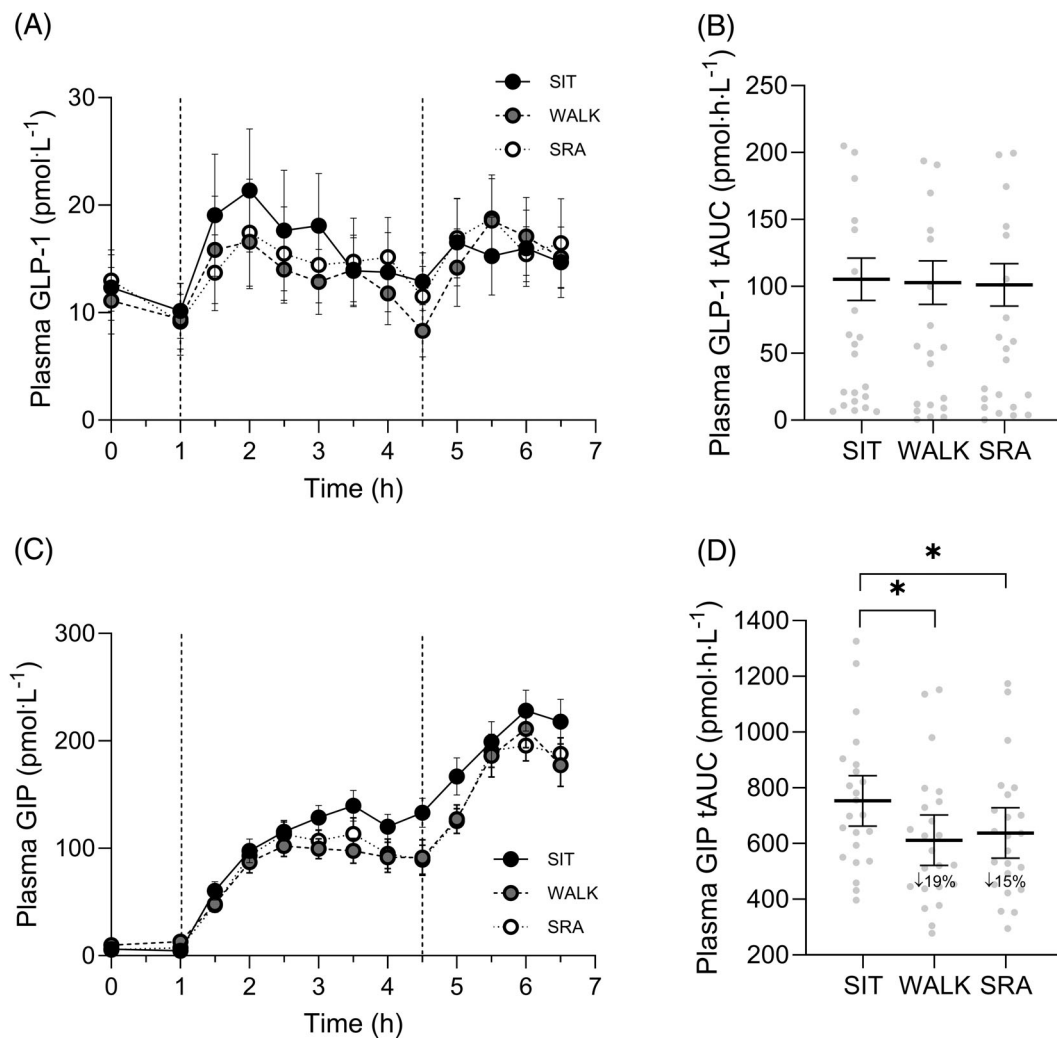 (A)
Plasma GLP-1 (pmol·L⁻¹)
30
20
10
0
0 1 2 3 4 5 6 7
Time (h)
SIT
WALK
SRA
(B)
Plasma GLP-1 tAUC (pmol·h·L⁻¹)
250
200
150
100
50
0
SIT WALK SRA
(C)
Plasma GIP (pmol·L⁻¹)
300
200
100
0
0 1 2 3 4 5 6 7
Time (h)
SIT
WALK
SRA
(D)
Plasma GIP tAUC (pmol·h·L⁻¹)
*
*
1400
1200
1000
800
600
400
200
↓19% ↓15%
SIT WALK SRA